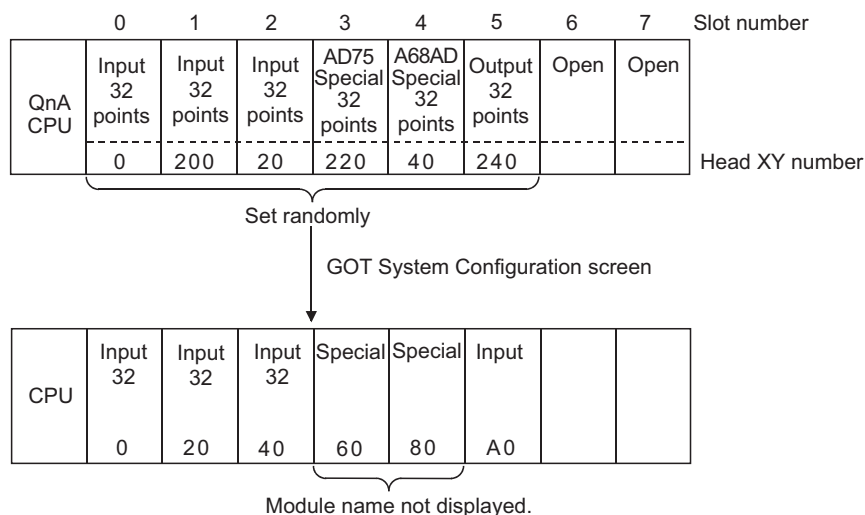 0 1 2 3 4 5 6 7 Slot number
QnA CPU
Input 32 points
Input 32 points
Input 32 points
AD75 Special 32 points
A68AD Special 32 points
Output 32 points
Open
Open
0 200 20 220 40 240 Head XY number
Set randomly
GOT System Configuration screen
CPU
Input 32
Input 32
Input 32
Special
Special
Input
0 20 40 60 80 A0
Module name not displayed.